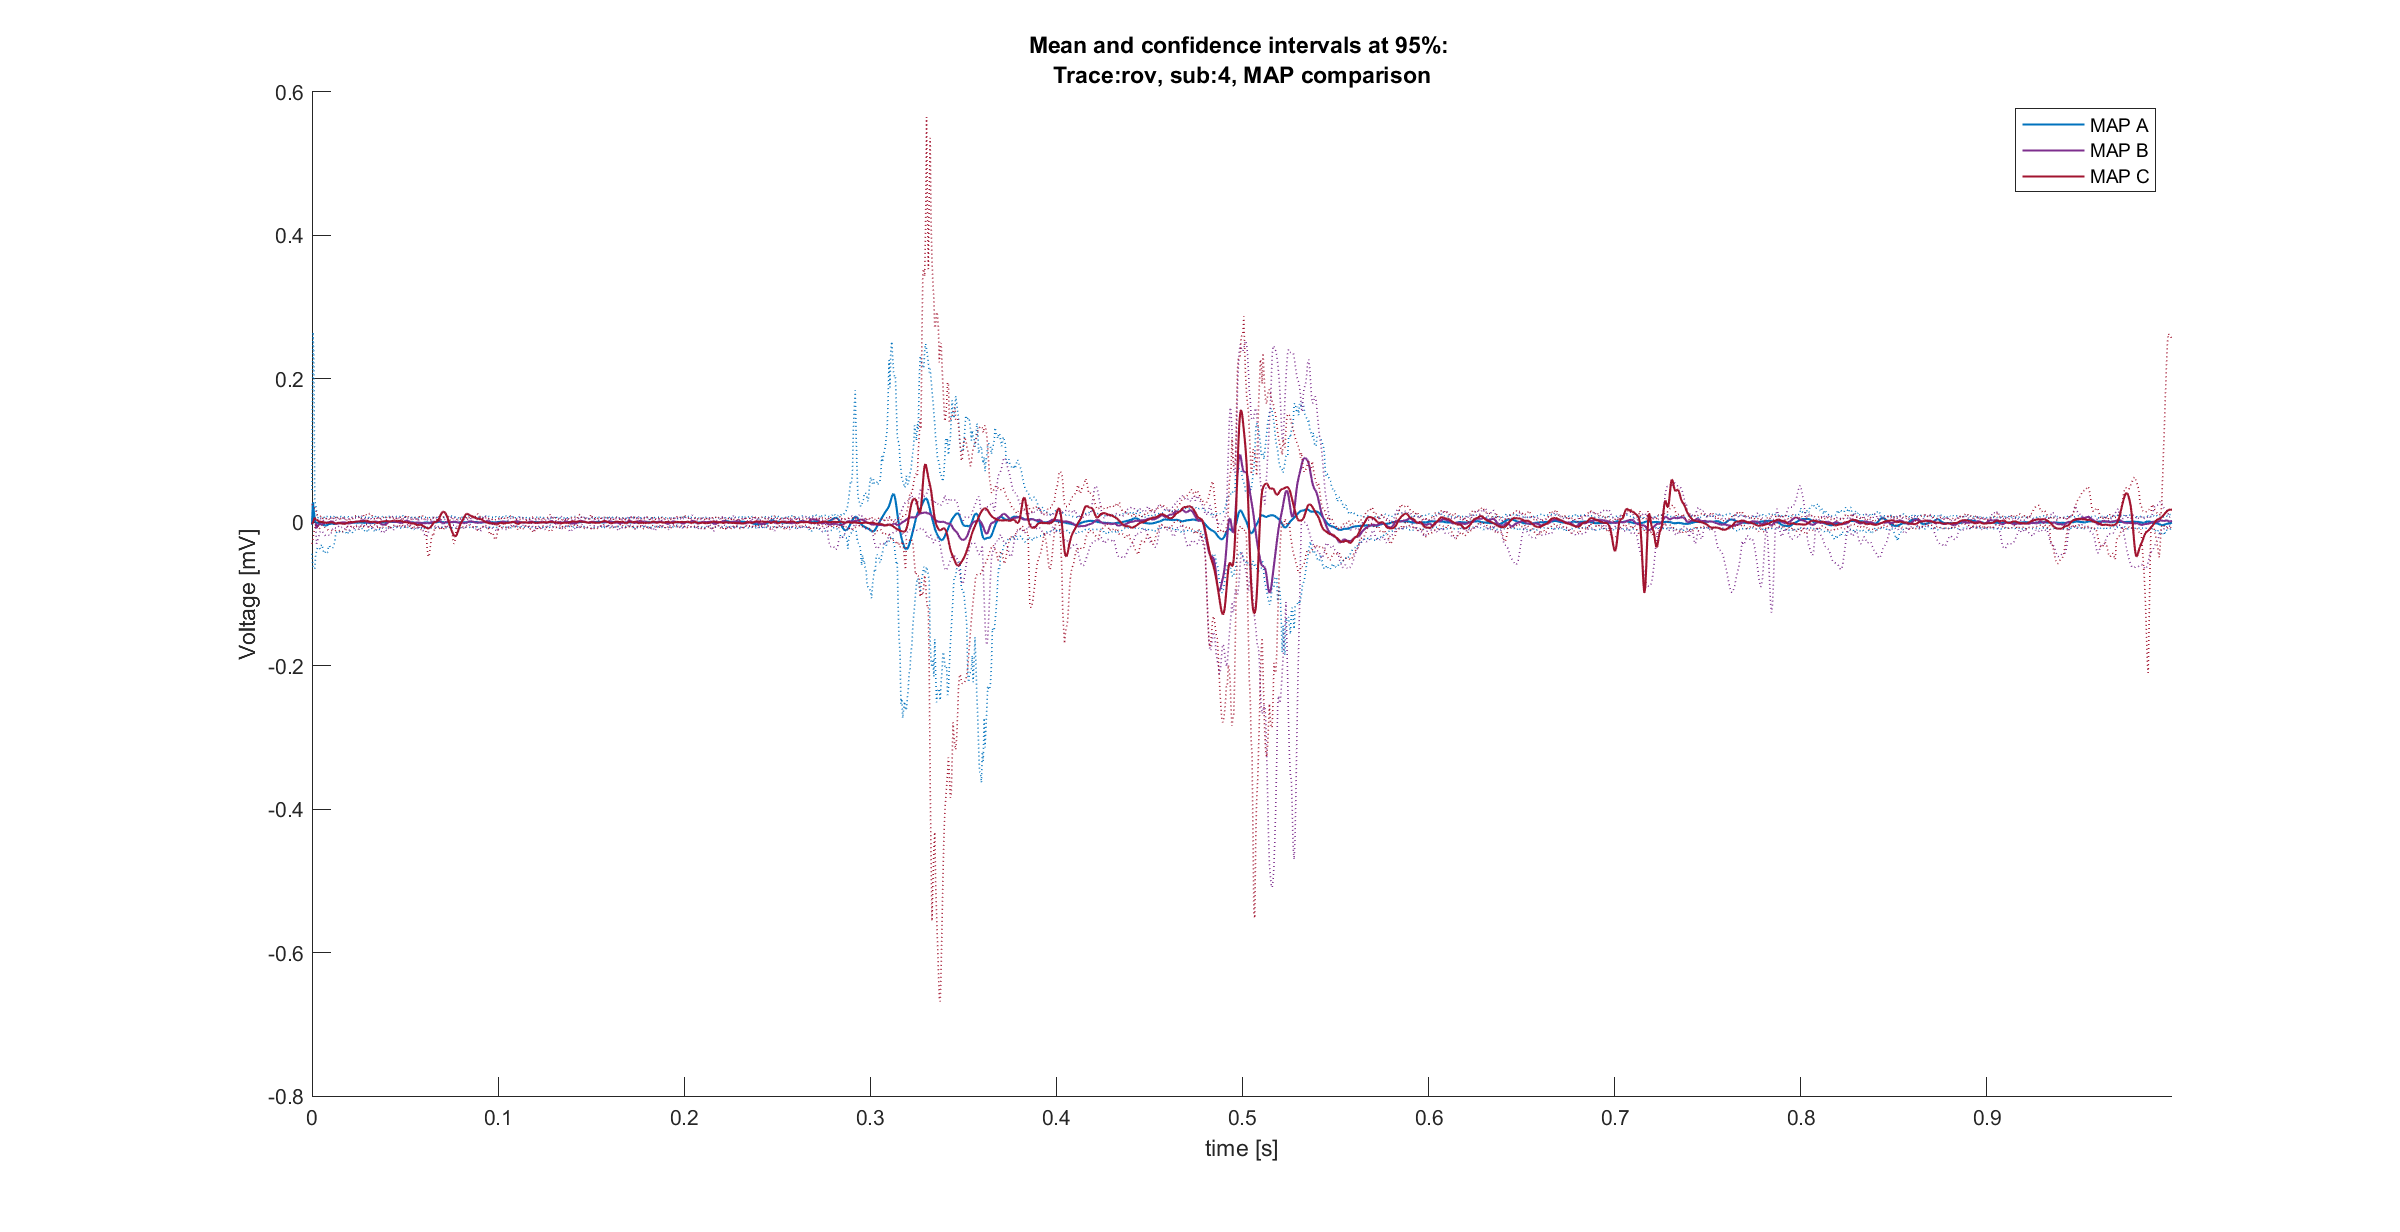 Mean and confidence intervals at 95%:
Trace:rov, sub:4, MAP comparison
MAP A
MAP B
MAP C
Voltage [mV]
0.6
0.4
0.2
0
-0.2
-0.4
-0.6
-0.8
0 0.1 0.2 0.3 0.4 0.5 0.6 0.7 0.8 0.9
time [s]